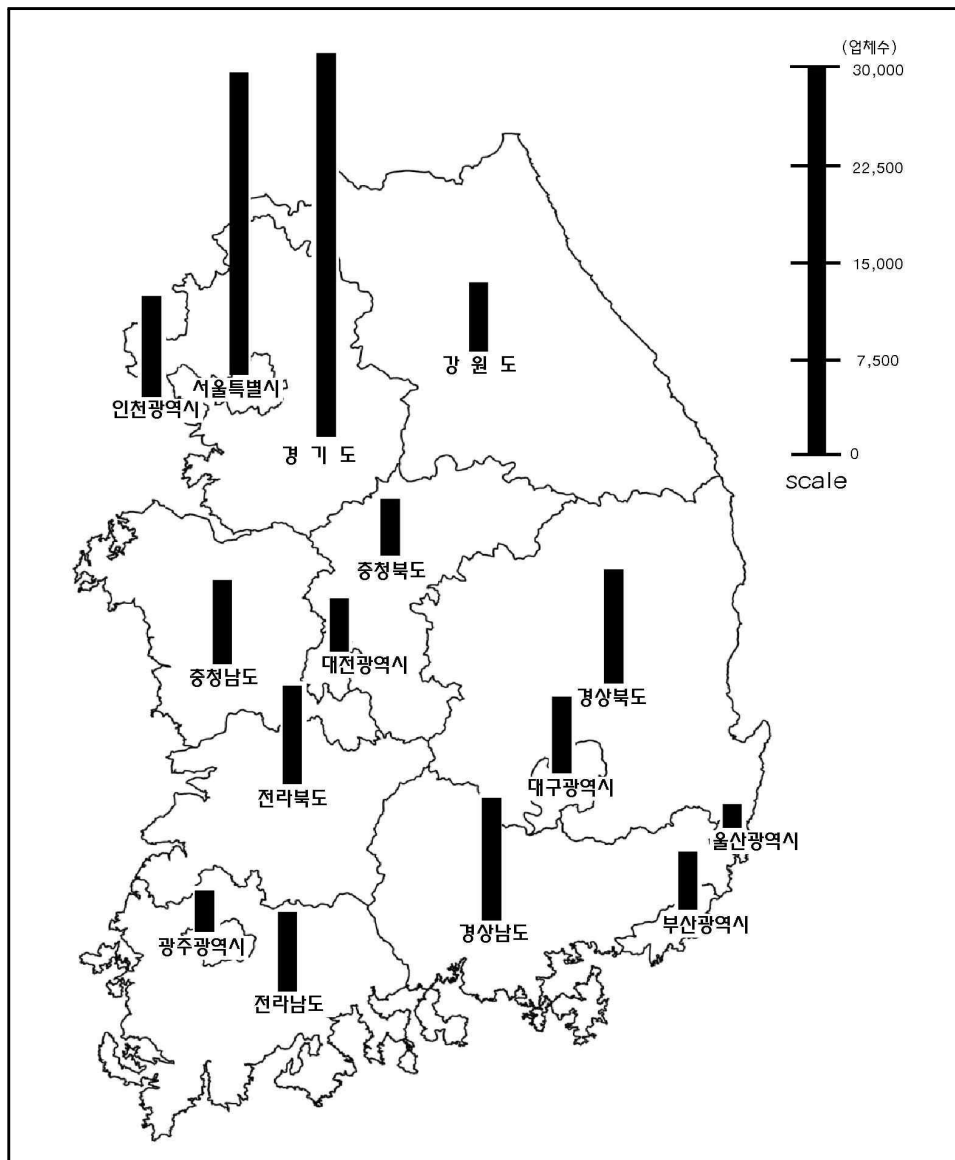 (업체수)
30,000
22,500
15,000
7,500
0
scale
강 원 도
서울특별시
인천광역시
경 기 도
충청북도
대전광역시
충청남도
경상북도
대구광역시
전라북도
울산광역시
부산광역시
경상남도
광주광역시
전라남도